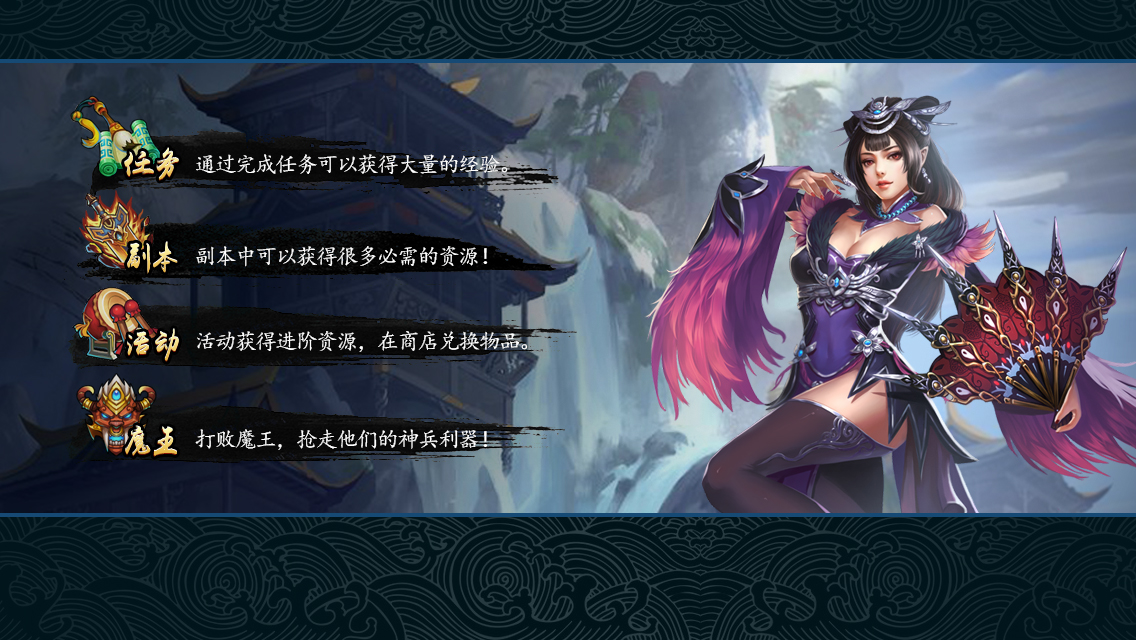 任务 通过完成任务可以获得大量的经验。
副本 副本中可以获得很多必需的资源！
活动 活动获得进阶资源，在商店兑换物品。
魔王 打败魔王，抢走他们的神兵利器！